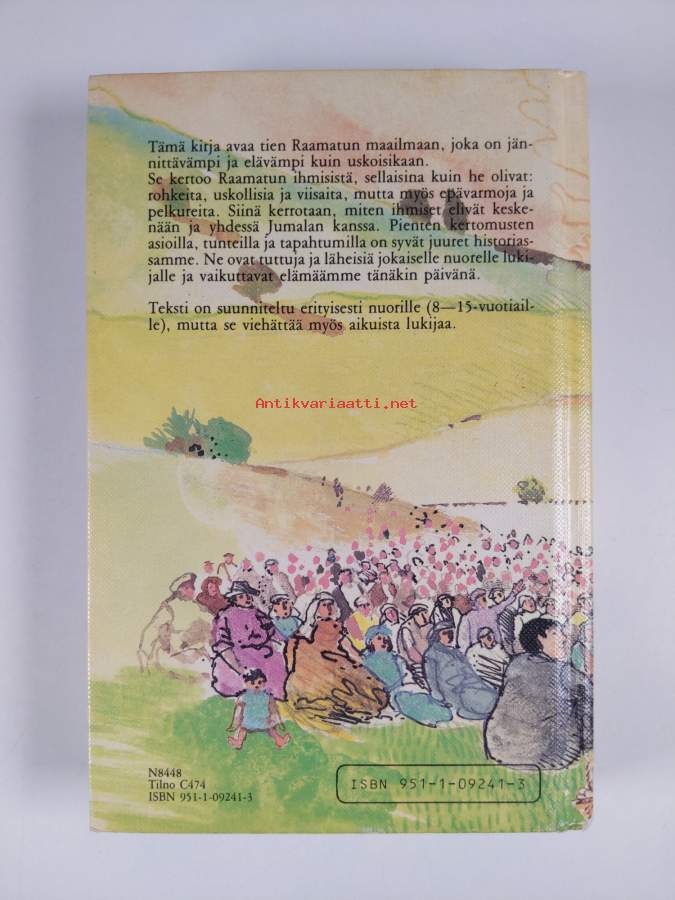 Tämä kirja avaa tien Raamatun maailmaan, joka on jän-
nittävämpi ja elävämpi kuin uskoisikaan.
Se kertoo Raamatun ihmisistä, sellaisina kuin he olivat:
rohkeita, uskollisia ja viisaita, mutta myös epävarmoja ja
pelkureita. Siinä kerrotaan, miten ihmiset elivät keske-
nään ja yhdessä Jumalan kanssa. Pienten kertomusten
asioilla, tunteilla ja tapahtumilla on syvät juuret historias-
samme. Ne ovat tuttuja ja läheisiä jokaiselle nuorelle luki-
jalle ja vaikuttavat elämäämme tänäkin päivänä.
Teksti on suunniteltu erityisesti nuorille (8—15-vuotiail-
le), mutta se viehättää myös aikuista lukijaa.
Antikvariaatti.net
N8448
Tilno C474
ISBN 951-1-09241-3
ISBN 951-1-09241-3